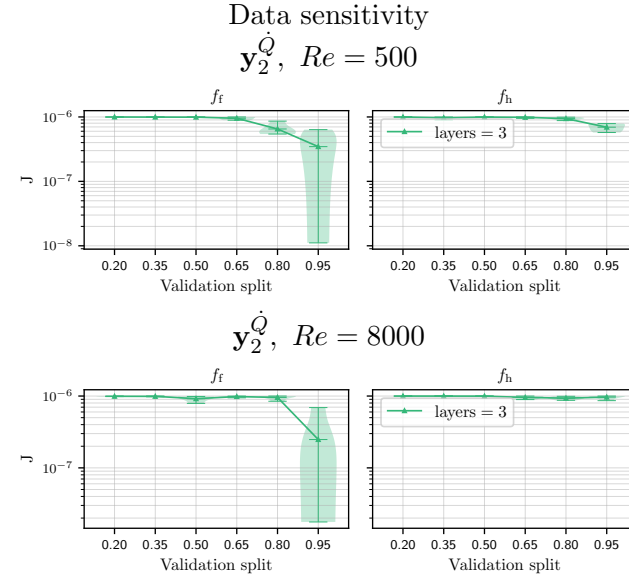 Data sensitivity
y₂^Q̇, Re = 500
f_f
f_h
10⁻⁶
10⁻⁷
10⁻⁸
J
layers = 3
0.20 0.35 0.50 0.65 0.80 0.95
0.20 0.35 0.50 0.65 0.80 0.95
Validation split
Validation split
y₂^Q̇, Re = 8000
f_f
f_h
10⁻⁶
10⁻⁷
J
layers = 3
0.20 0.35 0.50 0.65 0.80 0.95
0.20 0.35 0.50 0.65 0.80 0.95
Validation split
Validation split